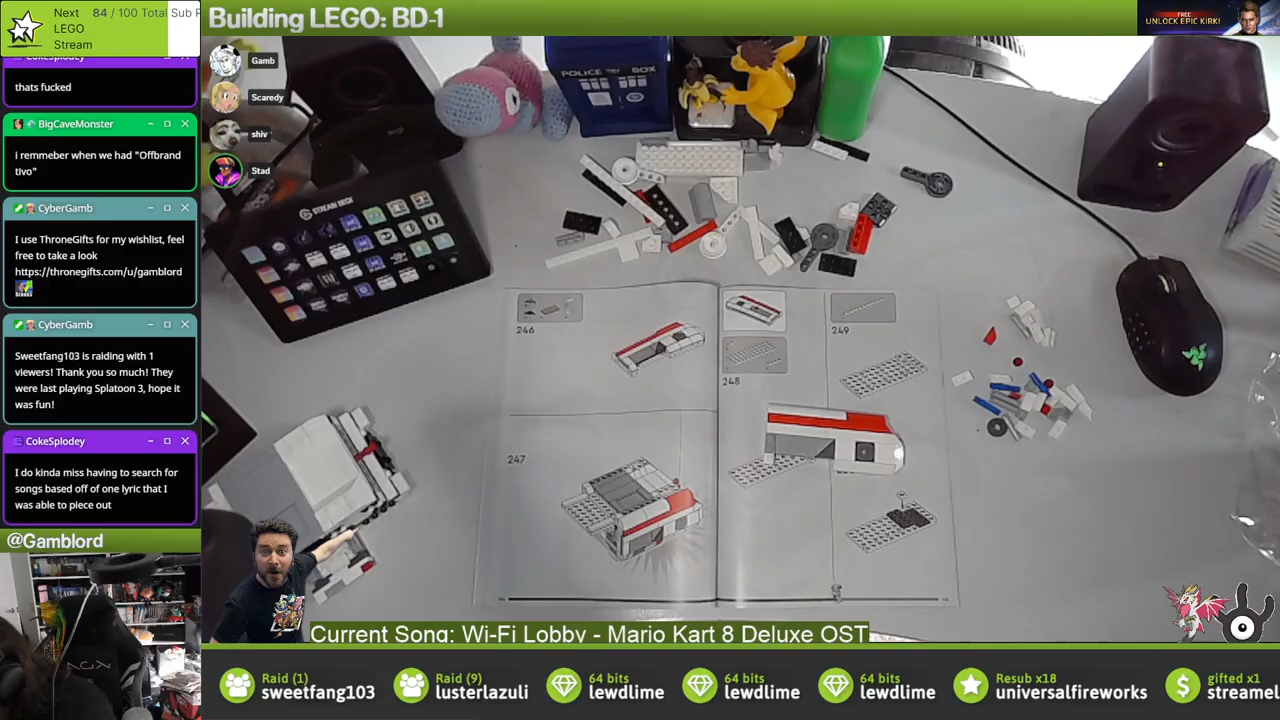 Next
LEGO
Stream
84 / 100 Total Sub
Building LEGO: BD-1
FREE
UNLOCK EPIC KIRK!
CokeSplodey
thats fucked
BigCaveMonster
I remmeber when we had "Offbrand
tivo"
CyberGamb
I use ThroneGifts for my wishlist, feel
free to take a look
https://thronegifts.com/u/gamblord
CyberGamb
Sweetfang103 is raiding with 1
viewers! Thank you so much! They
were last playing Splatoon 3, hope it
was fun!
CokeSplodey
I do kinda miss having to search for
songs based off of one lyric that I
was able to piece out
@Gamblord
Gamb
Scaredy
shiv
Stad
POLICE BOX
STREAM DECK
246
247
248
249
Current Song: Wi-Fi Lobby - Mario Kart 8 Deluxe OST
Raid (1)
sweetfang103
Raid (9)
lusterlazuli
64 bits
lewdlime
64 bits
lewdlime
64 bits
lewdlime
Resub x18
universalfireworks
gifted x1
streamel